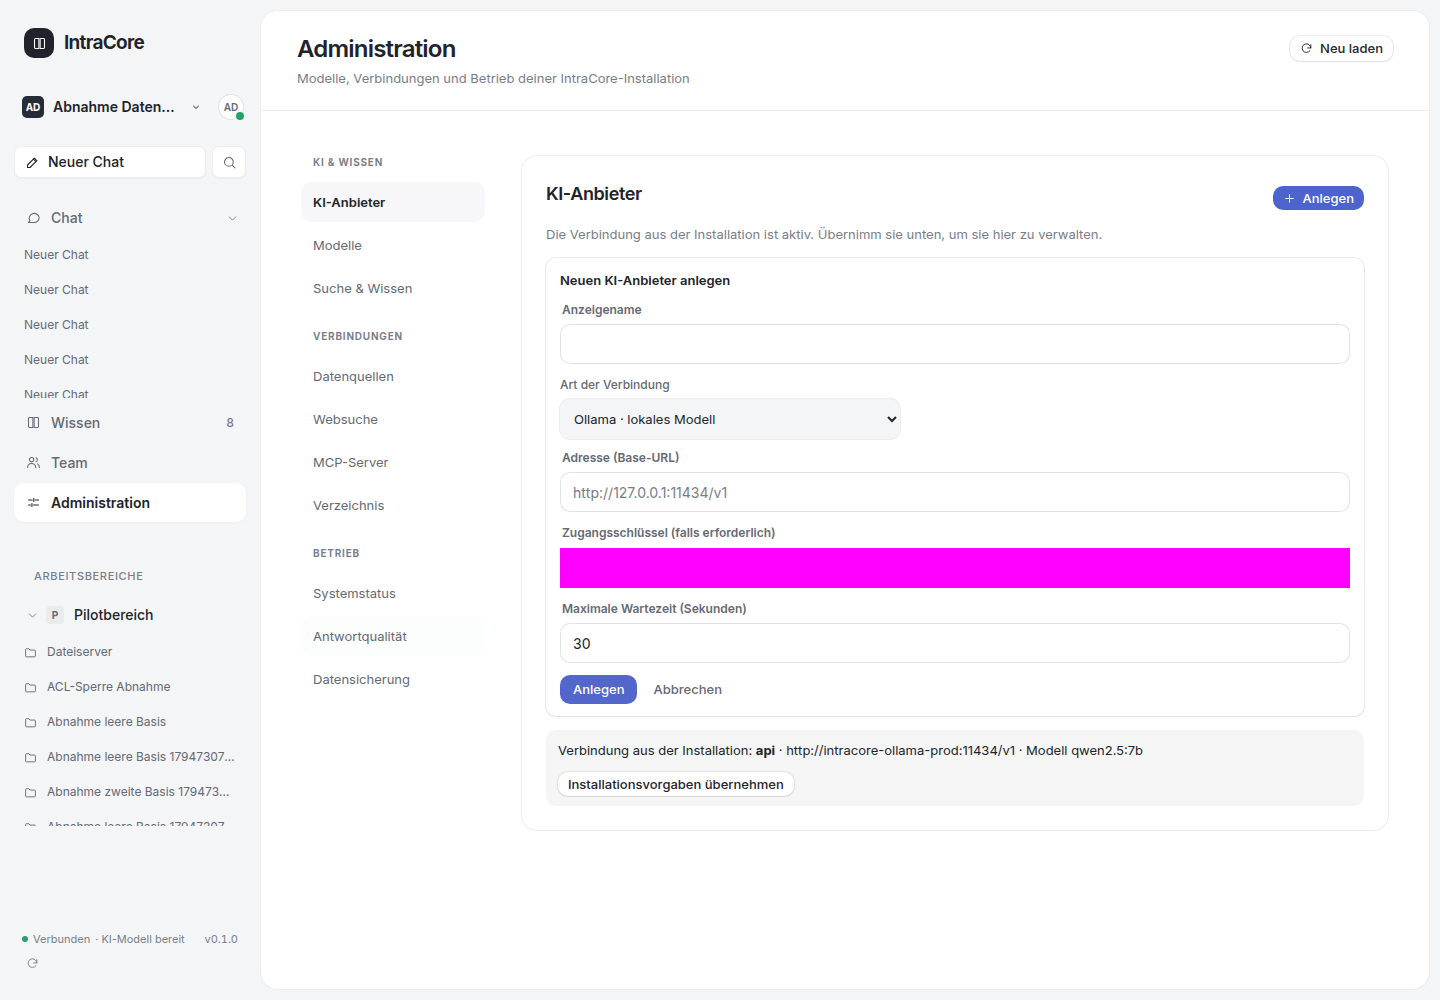 IntraCore
AD Abnahme Daten... AD
Neuer Chat
Chat
Neuer Chat
Neuer Chat
Neuer Chat
Neuer Chat
Neuer Chat
Wissen 8
Team
Administration
ARBEITSBEREICHE
P Pilotbereich
Dateiserver
ACL-Sperre Abnahme
Abnahme leere Basis
Abnahme leere Basis 17947307...
Abnahme zweite Basis 179473...
Abnahme leere Basis 17947307
Verbunden · KI-Modell bereit v0.1.0
Administration
Modelle, Verbindungen und Betrieb deiner IntraCore-Installation
Neu laden
KI & WISSEN
KI-Anbieter
Modelle
Suche & Wissen
VERBINDUNGEN
Datenquellen
Websuche
MCP-Server
Verzeichnis
BETRIEB
Systemstatus
Antwortqualität
Datensicherung
KI-Anbieter
Anlegen
Die Verbindung aus der Installation ist aktiv. Übernimm sie unten, um sie hier zu verwalten.
Neuen KI-Anbieter anlegen
Anzeigename
Art der Verbindung
Ollama · lokales Modell
Adresse (Base-URL)
http://127.0.0.1:11434/v1
Zugangsschlüssel (falls erforderlich)
Maximale Wartezeit (Sekunden)
30
Anlegen Abbrechen
Verbindung aus der Installation: api · http://intracore-ollama-prod:11434/v1 · Modell qwen2.5:7b
Installationsvorgaben übernehmen